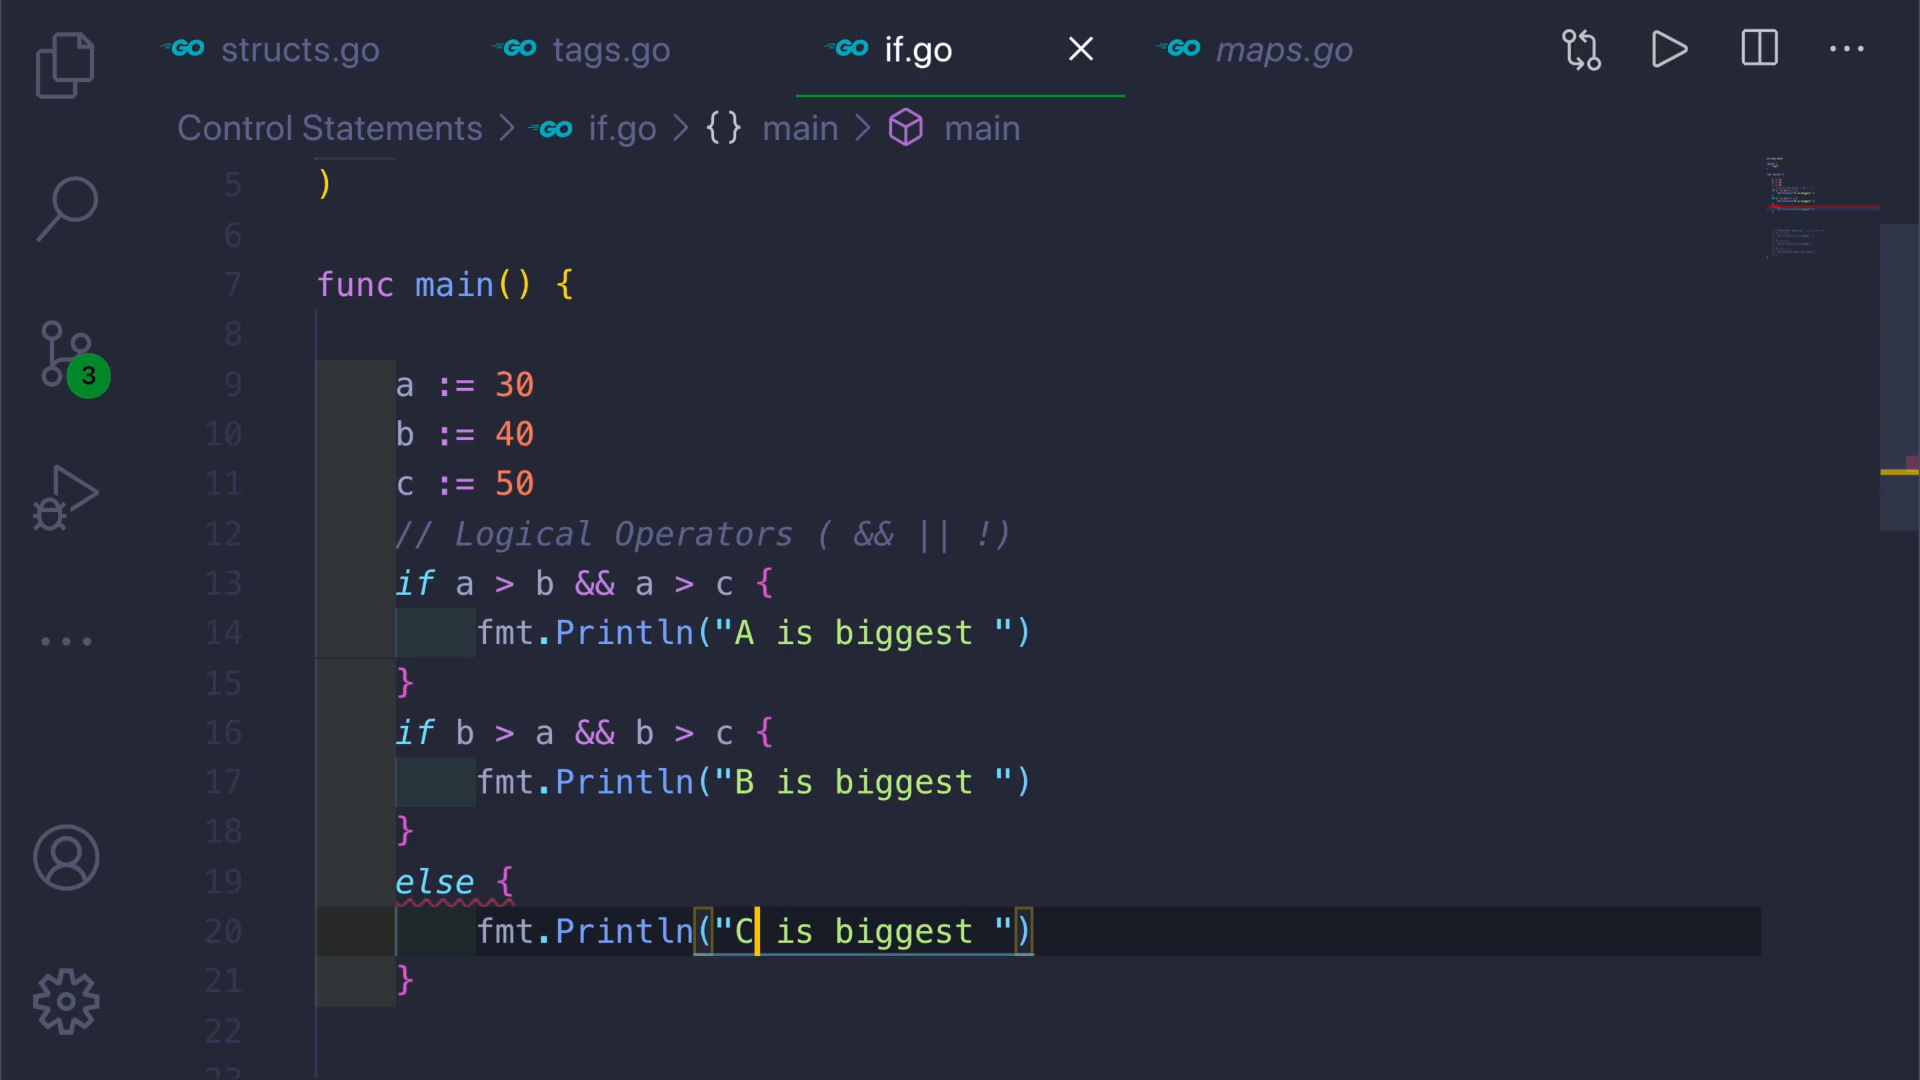 GO structs.go GO tags.go GO if.go GO maps.go
Control Statements > GO if.go > {} main > main
5 )
6
7 func main() {
8
9 a := 30
10 b := 40
11 c := 50
12 // Logical Operators ( && || !)
13 if a > b && a > c {
14 fmt.Println("A is biggest ")
15 }
16 if b > a && b > c {
17 fmt.Println("B is biggest ")
18 }
19 else {
20 fmt.Println("C is biggest ")
21 }
22
3